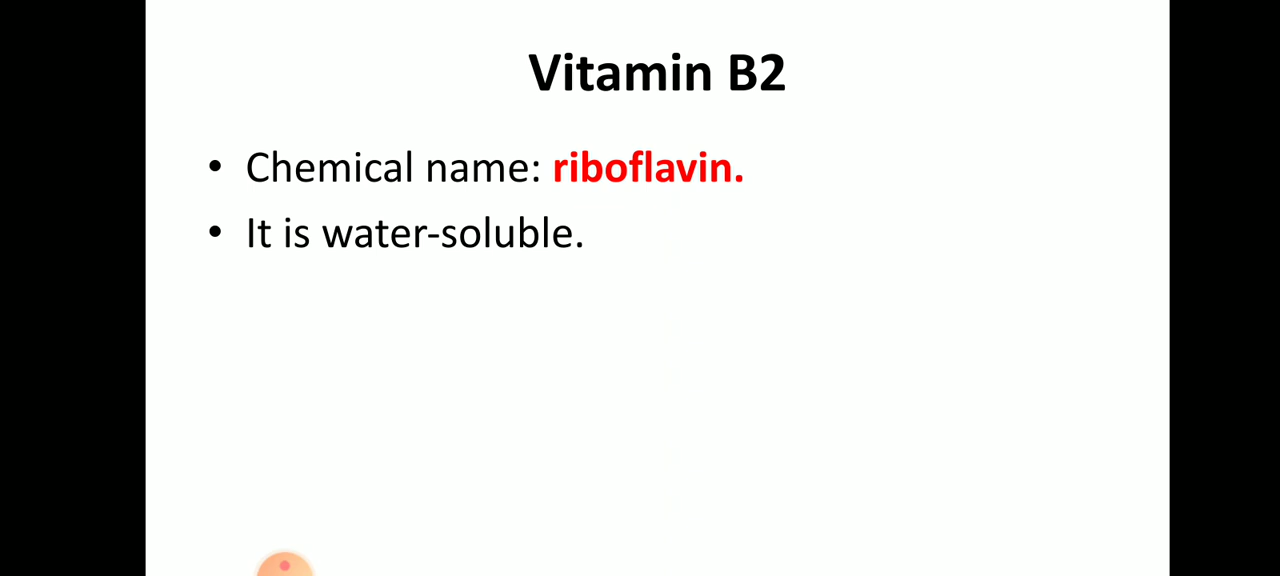 Vitamin B2
• Chemical name: riboflavin.
• It is water-soluble.